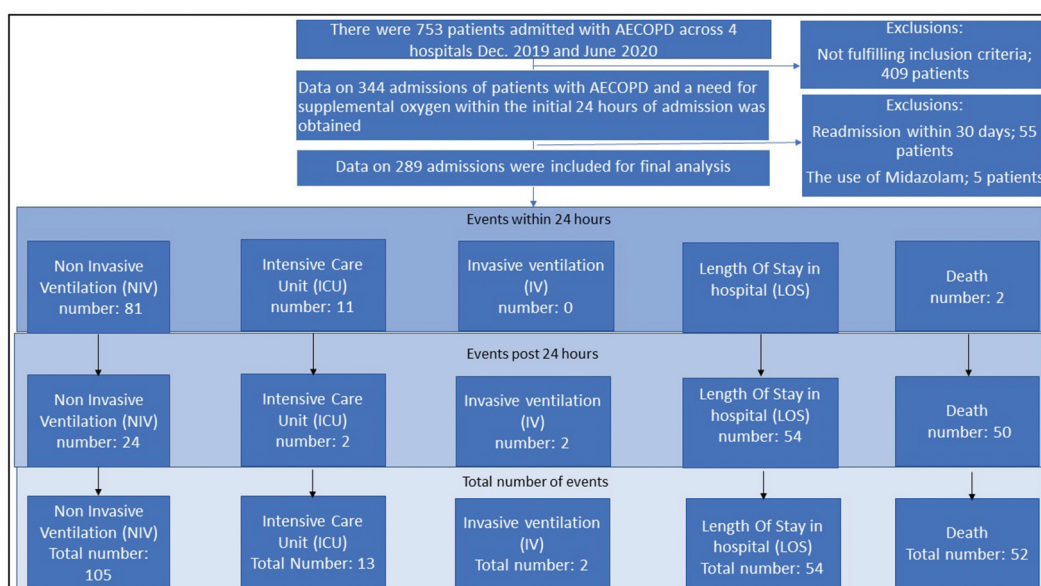 There were 753 patients admitted with AECOPD across 4
hospitals Dec. 2019 and June 2020
Exclusions:
Not fulfilling inclusion criteria;
409 patients
Data on 344 admissions of patients with AECOPD and a need for
supplemental oxygen within the initial 24 hours of admission was
obtained
Exclusions:
Readmission within 30 days; 55
patients
The use of Midazolam; 5 patients
Data on 289 admissions were included for final analysis
Events within 24 hours
Non Invasive
Ventilation (NIV)
number: 81
Intensive Care
Unit (ICU)
number: 11
Invasive ventilation
(IV)
number: 0
Length Of Stay in
hospital (LOS)
Death
number: 2
Events post 24 hours
Non Invasive
Ventilation (NIV)
number: 24
Intensive Care
Unit (ICU)
number: 2
Invasive ventilation
(IV)
number: 2
Length Of Stay in
hospital (LOS)
number: 54
Death
number: 50
Total number of events
Non Invasive
Ventilation (NIV)
Total number:
105
Intensive Care
Unit (ICU)
Total Number: 13
Invasive ventilation
(IV)
Total number: 2
Length Of Stay in
hospital (LOS)
Total number: 54
Death
Total number: 52